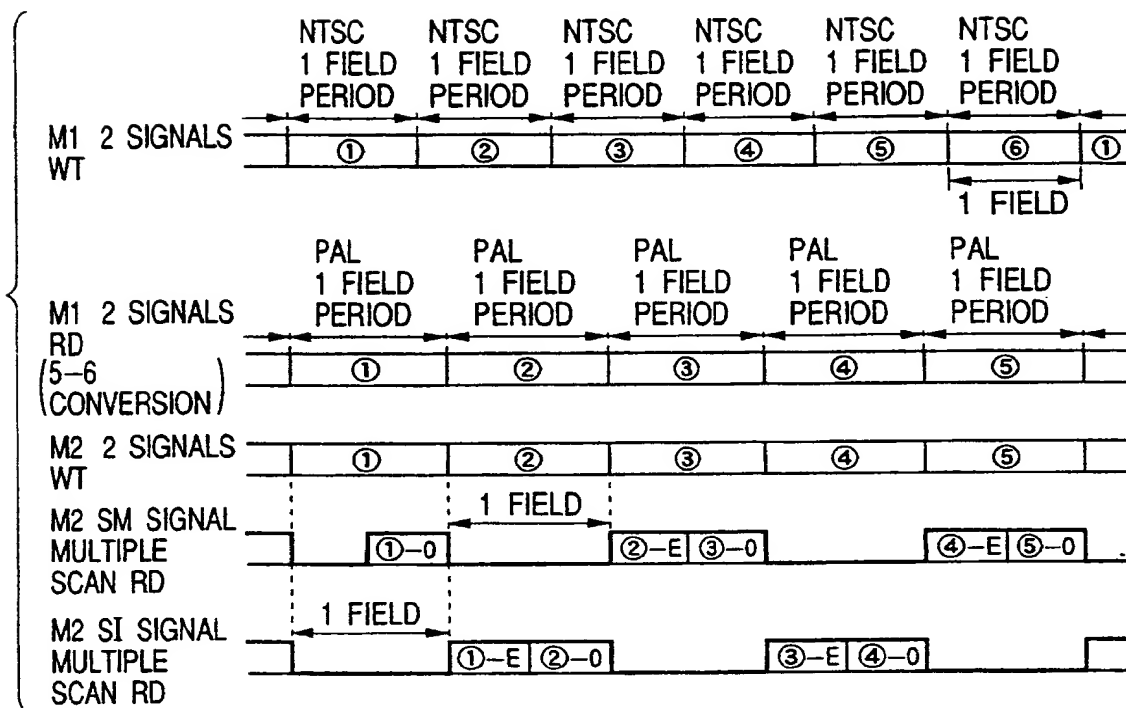 NTSC NTSC NTSC NTSC NTSC NTSC
1 FIELD 1 FIELD 1 FIELD 1 FIELD 1 FIELD 1 FIELD
PERIOD PERIOD PERIOD PERIOD PERIOD PERIOD
M1 2 SIGNALS
WT
① ② ③ ④ ⑤ ⑥ ①
1 FIELD
PAL PAL PAL PAL PAL
1 FIELD 1 FIELD 1 FIELD 1 FIELD 1 FIELD
PERIOD PERIOD PERIOD PERIOD PERIOD
M1 2 SIGNALS
RD
(5-6
CONVERSION)
① ② ③ ④ ⑤
M2 2 SIGNALS
WT
① ② ③ ④ ⑤
1 FIELD
M2 SM SIGNAL
MULTIPLE
SCAN RD
①-O ②-E ③-O ④-E ⑤-O
1 FIELD
M2 SI SIGNAL
MULTIPLE
SCAN RD
①-E ②-O ③-E ④-O